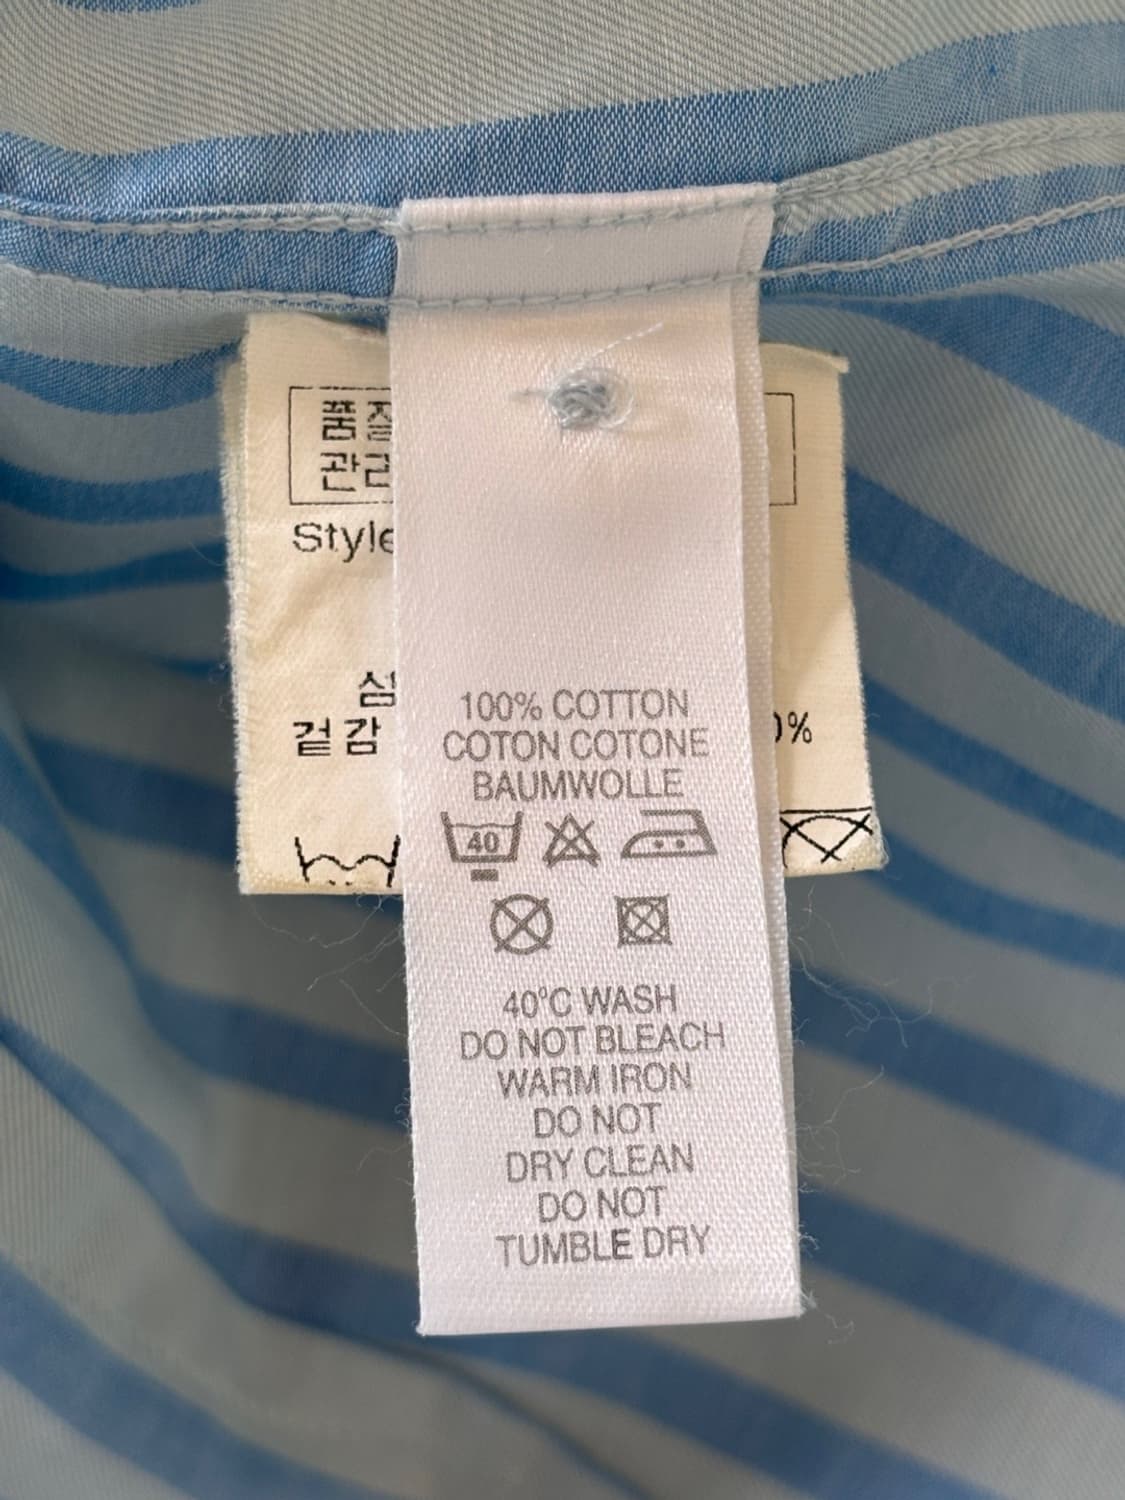 품질
관리
Style
섬
겉감
0%
100% COTTON
COTON COTONE
BAUMWOLLE
40
40°C WASH
DO NOT BLEACH
WARM IRON
DO NOT
DRY CLEAN
DO NOT
TUMBLE DRY